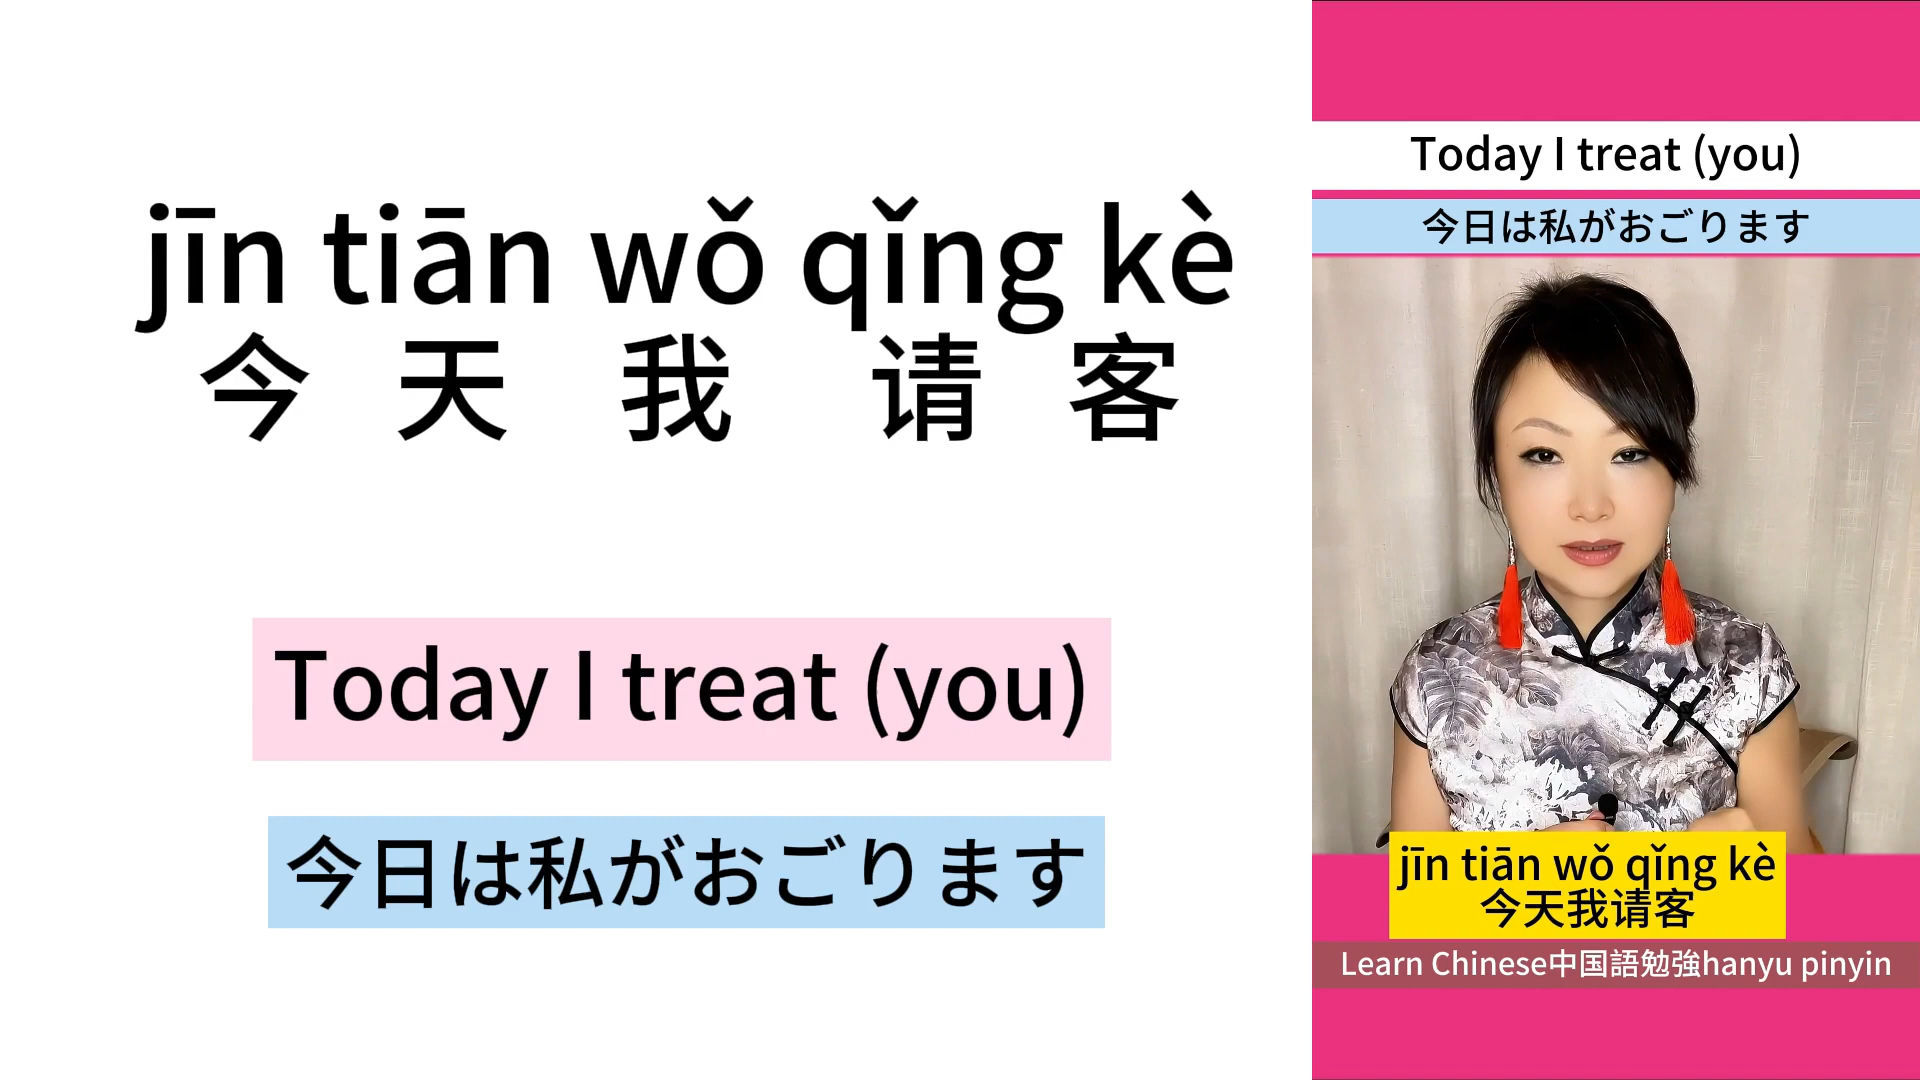 jīn tiān wǒ qǐng kè
今 天 我 请 客
Today I treat (you)
今日は私がおごります
Today I treat (you)
今日は私がおごります
jīn tiān wǒ qǐng kè
今天我请客
Learn Chinese中国語勉強hanyu pinyin